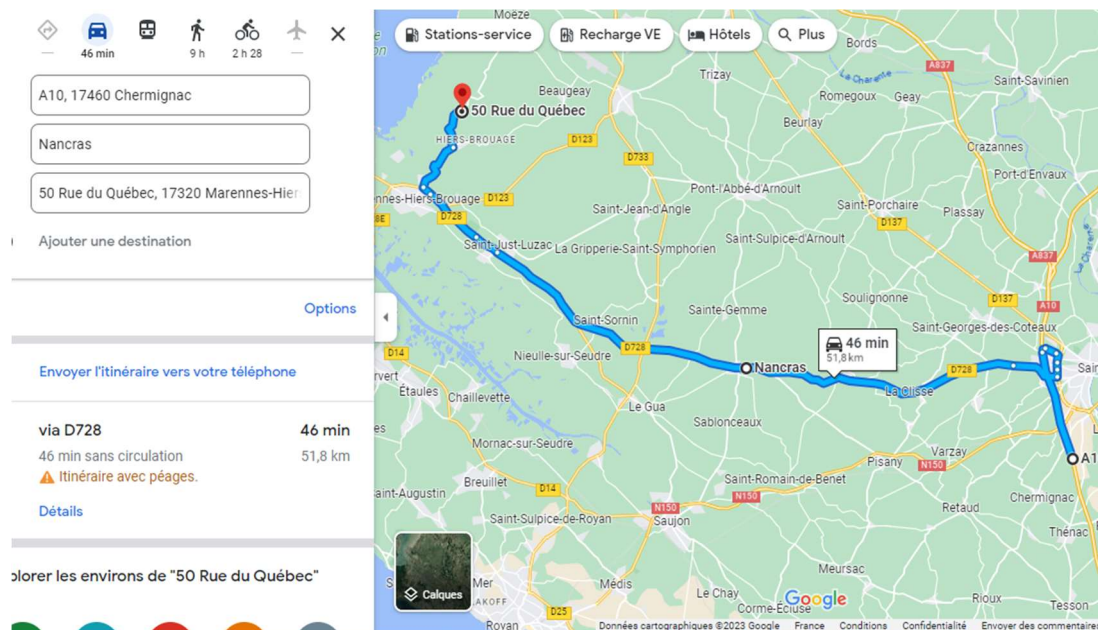 46 min
9 h
2 h 28
A10, 17460 Chermignac
Nancras
50 Rue du Québec, 17320 Marennes-Hier
Ajouter une destination
Options
Envoyer l'itinéraire vers votre téléphone
via D728
46 min
46 min sans circulation
51,8 km
Itinéraire avec péages.
Détails
plorer les environs de "50 Rue du Québec"
Moëze
Stations-service
Recharge VE
Hôtels
Plus
Bords
La Charente
A837
Saint-Savinien
Trizay
Beaugeay
Romegoux
Geay
50 Rue du Québec
Beurlay
HIERS-BROUAGE
D123
Crazannes
D733
Port-d'Envaux
Pont-l'Abbé-d'Arnoult
nnes-Hiers-Brouage
D123
Saint-Jean-d'Angle
Saint-Porchaire
Plassay
D728
D137
Saint-Just-Luzac
La Gripperie-Saint-Symphorien
Saint-Sulpice-d'Arnoult
A837
Soulignonne
D137
A10
Sainte-Gemme
Saint-Sornin
Saint-Georges-des-Coteaux
46 min
51,8 km
D728
D14
Nieulle-sur-Seudre
Nancras
D728
Étaules
Chaillevette
La Clisse
Le Gua
Sablonceaux
Mornac-sur-Seudre
Varzay
Pisany
N150
A1
Breuillet
D14
Saint-Romain-de-Benet
N150
Chermignac
aint-Augustin
N150
Retaud
Saint-Sulpice-de-Royan
Saujon
Thénac
Meursac
Calques
Mer
Médis
Le Chay
Google
Corme-Écluse
Rioux
Tesson
D25
Royan
Données cartographiques ©2023 Google
France
Conditions
Confidentialité
Envoyer des commentaires